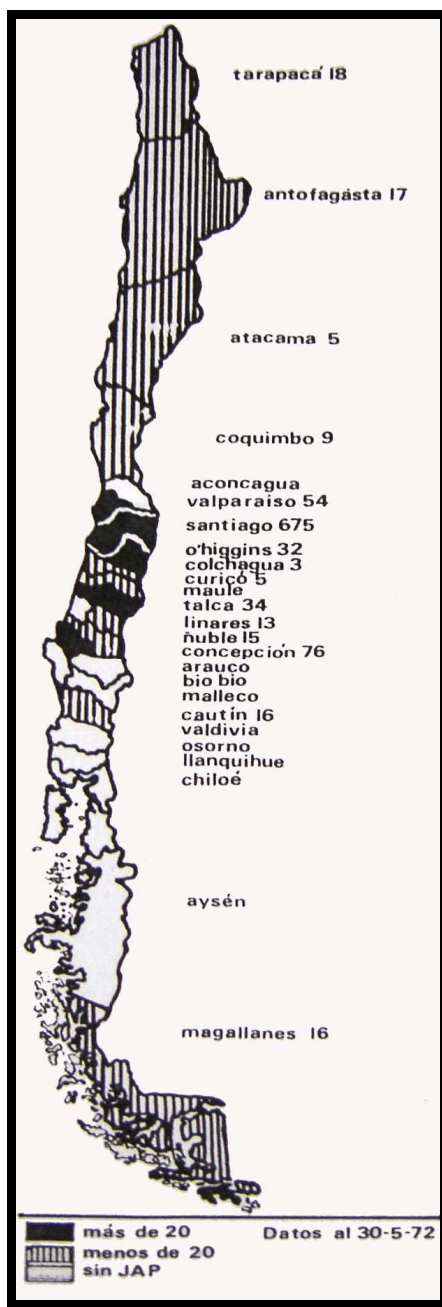 tarapacá 18
antofagasta 17
atacama 5
coquimbo 9
aconcagua
valparaiso 54
santiago 675
o'higgins 32
colchaqua 3
curicó 5
maule
talca 34
linares 13
ñuble 15
concepción 76
arauco
bio bio
malleco
cautín 16
valdivia
osorno
llanquihue
chiloé
aysén
magallanes 16
más de 20 Datos al 30-5-72
menos de 20
sin JAP